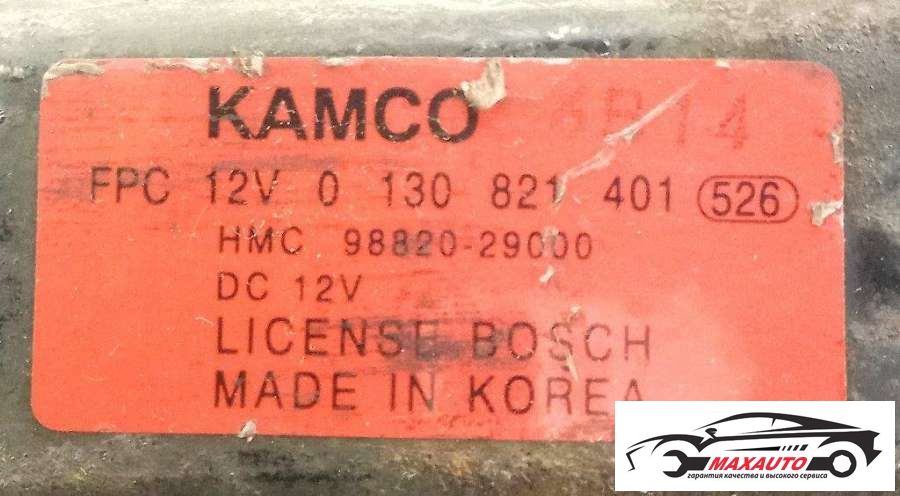 KAMCO
FPC 12V 0 130 821 401 526
HMC 98820-29000
DC 12V
LICENSE BOSCH
MADE IN KOREA
MAXAUTO
гарантия качества и высокого сервиса